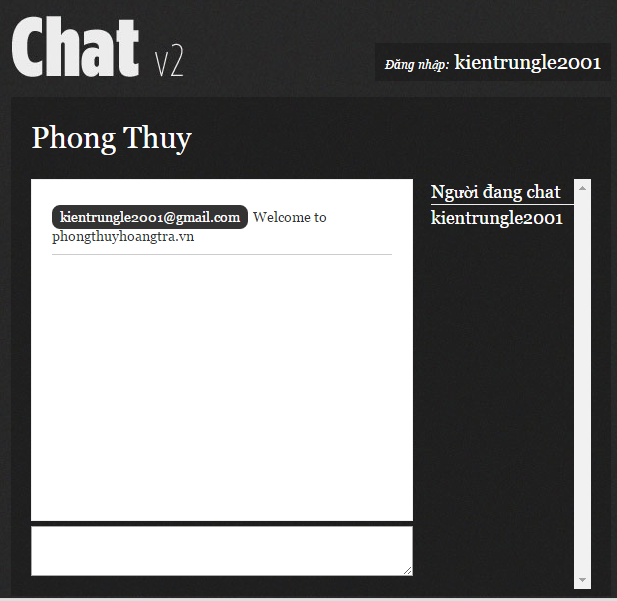 Chat v2
Đăng nhập: kientrungle2001
Phong Thuy
kientrungle2001@gmail.com Welcome to
phongthuyhoangtra.vn
Người đang chat
kientrungle2001